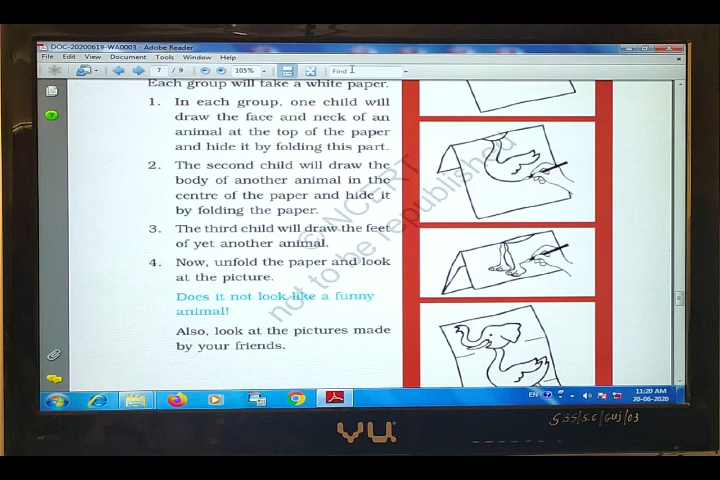 DOC-20200619-WA0003 - Adobe Reader
File Edit View Document Tools Window Help
7 / 9 105% Find
Each group will take a white paper.
1. In each group, one child will
draw the face and neck of an
animal at the top of the paper
and hide it by folding this part.
2. The second child will draw the
body of another animal in the
centre of the paper and hide it
by folding the paper.
3. The third child will draw the feet
of yet another animal.
4. Now, unfold the paper and look
at the picture.
Does it not look like a funny
animal!
Also, look at the pictures made
by your friends.
© NCERT
not to be republished
EN
11:20 AM
20-06-2020
VU